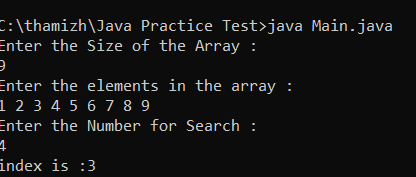 C:\thamizh\Java Practice Test>java Main.java
Enter the Size of the Array :
9
Enter the elements in the array :
1 2 3 4 5 6 7 8 9
Enter the Number for Search :
4
index is :3